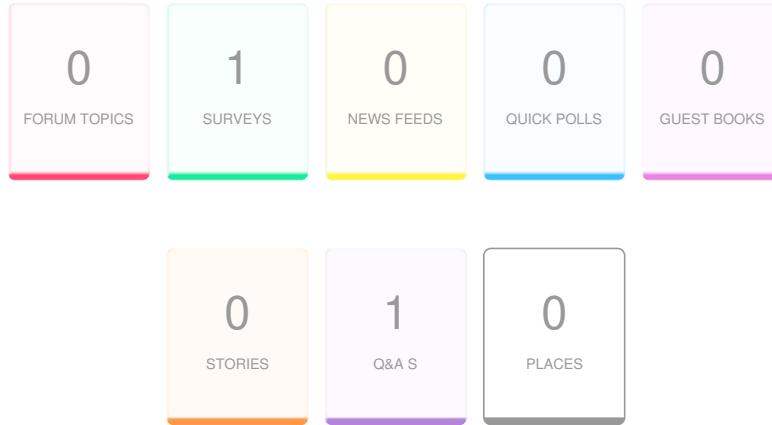 0 1 0 0 0
FORUM TOPICS SURVEYS NEWS FEEDS QUICK POLLS GUEST BOOKS
0 1 0
STORIES Q&A S PLACES